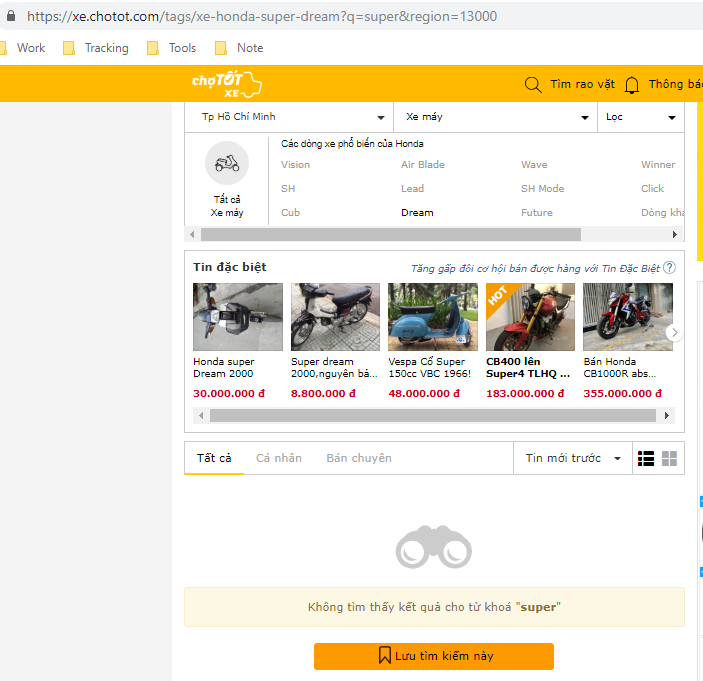 https://xe.chotot.com/tags/xe-honda-super-dream?q=super&region=13000
Work Tracking Tools Note
chợTỐT
XE
Tìm rao vặt Thông bá
Tp Hồ Chí Minh Xe máy Lọc
Các dòng xe phổ biến của Honda
Vision Air Blade Wave Winner
SH Lead SH Mode Click
Tất cả
Xe máy
Cub Dream Future Dòng kh
Tin đặc biệt Tăng gấp đôi cơ hội bán được hàng với Tin Đặc Biệt ?
HOT
Honda super
Dream 2000
30.000.000 đ
Super dream
2000,nguyên bả...
8.800.000 đ
Vespa Cổ Super
150cc VBC 1966!
48.000.000 đ
CB400 lên
Super4 TLHQ ...
183.000.000 đ
Bán Honda
CB1000R abs...
355.000.000 đ
Tất cả Cá nhân Bán chuyên Tin mới trước
Không tìm thấy kết quả cho từ khoá "super"
Lưu tìm kiếm này